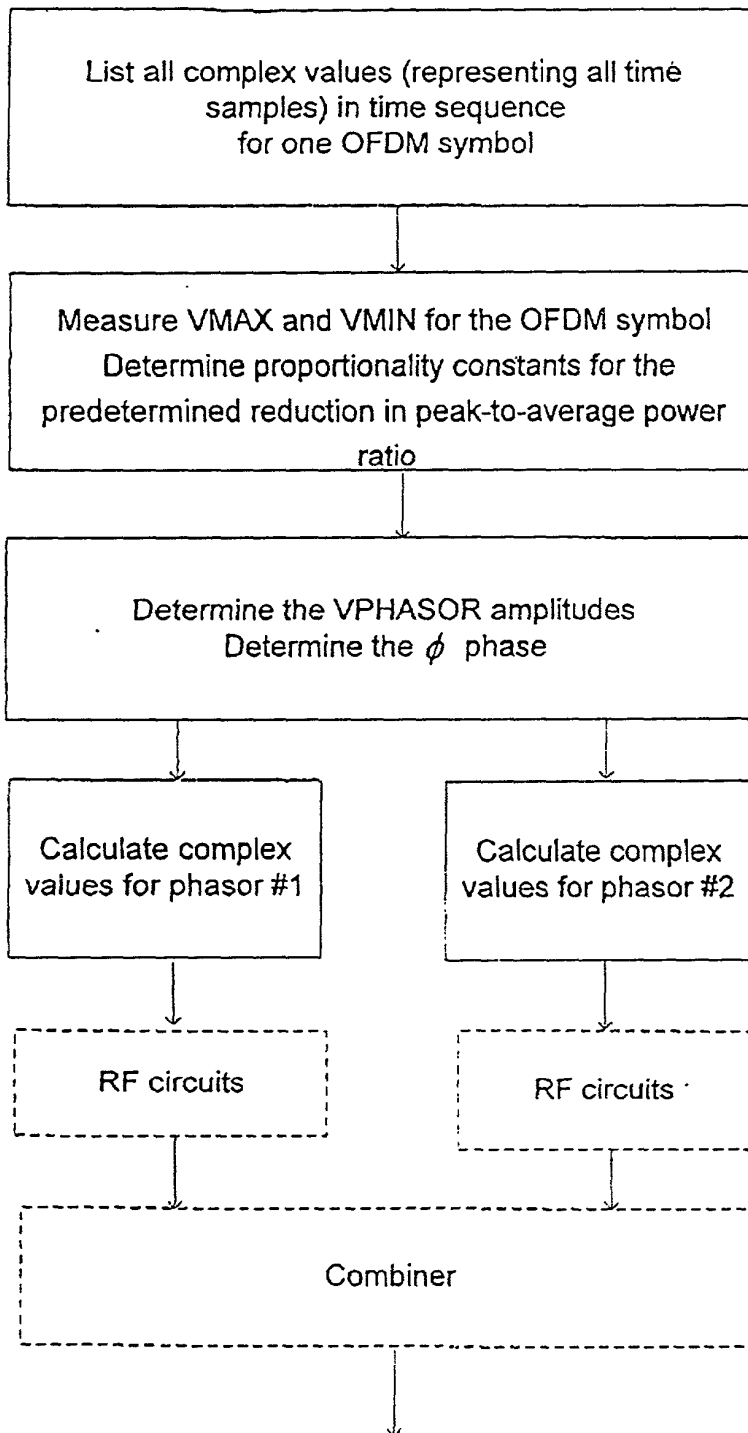 List all complex values (representing all time
samples) in time sequence
for one OFDM symbol
Measure VMAX and VMIN for the OFDM symbol
Determine proportionality constants for the
predetermined reduction in peak-to-average power
ratio
Determine the VPHASOR amplitudes
Determine the ϕ phase
Calculate complex
values for phasor #1
Calculate complex
values for phasor #2
RF circuits
RF circuits
Combiner